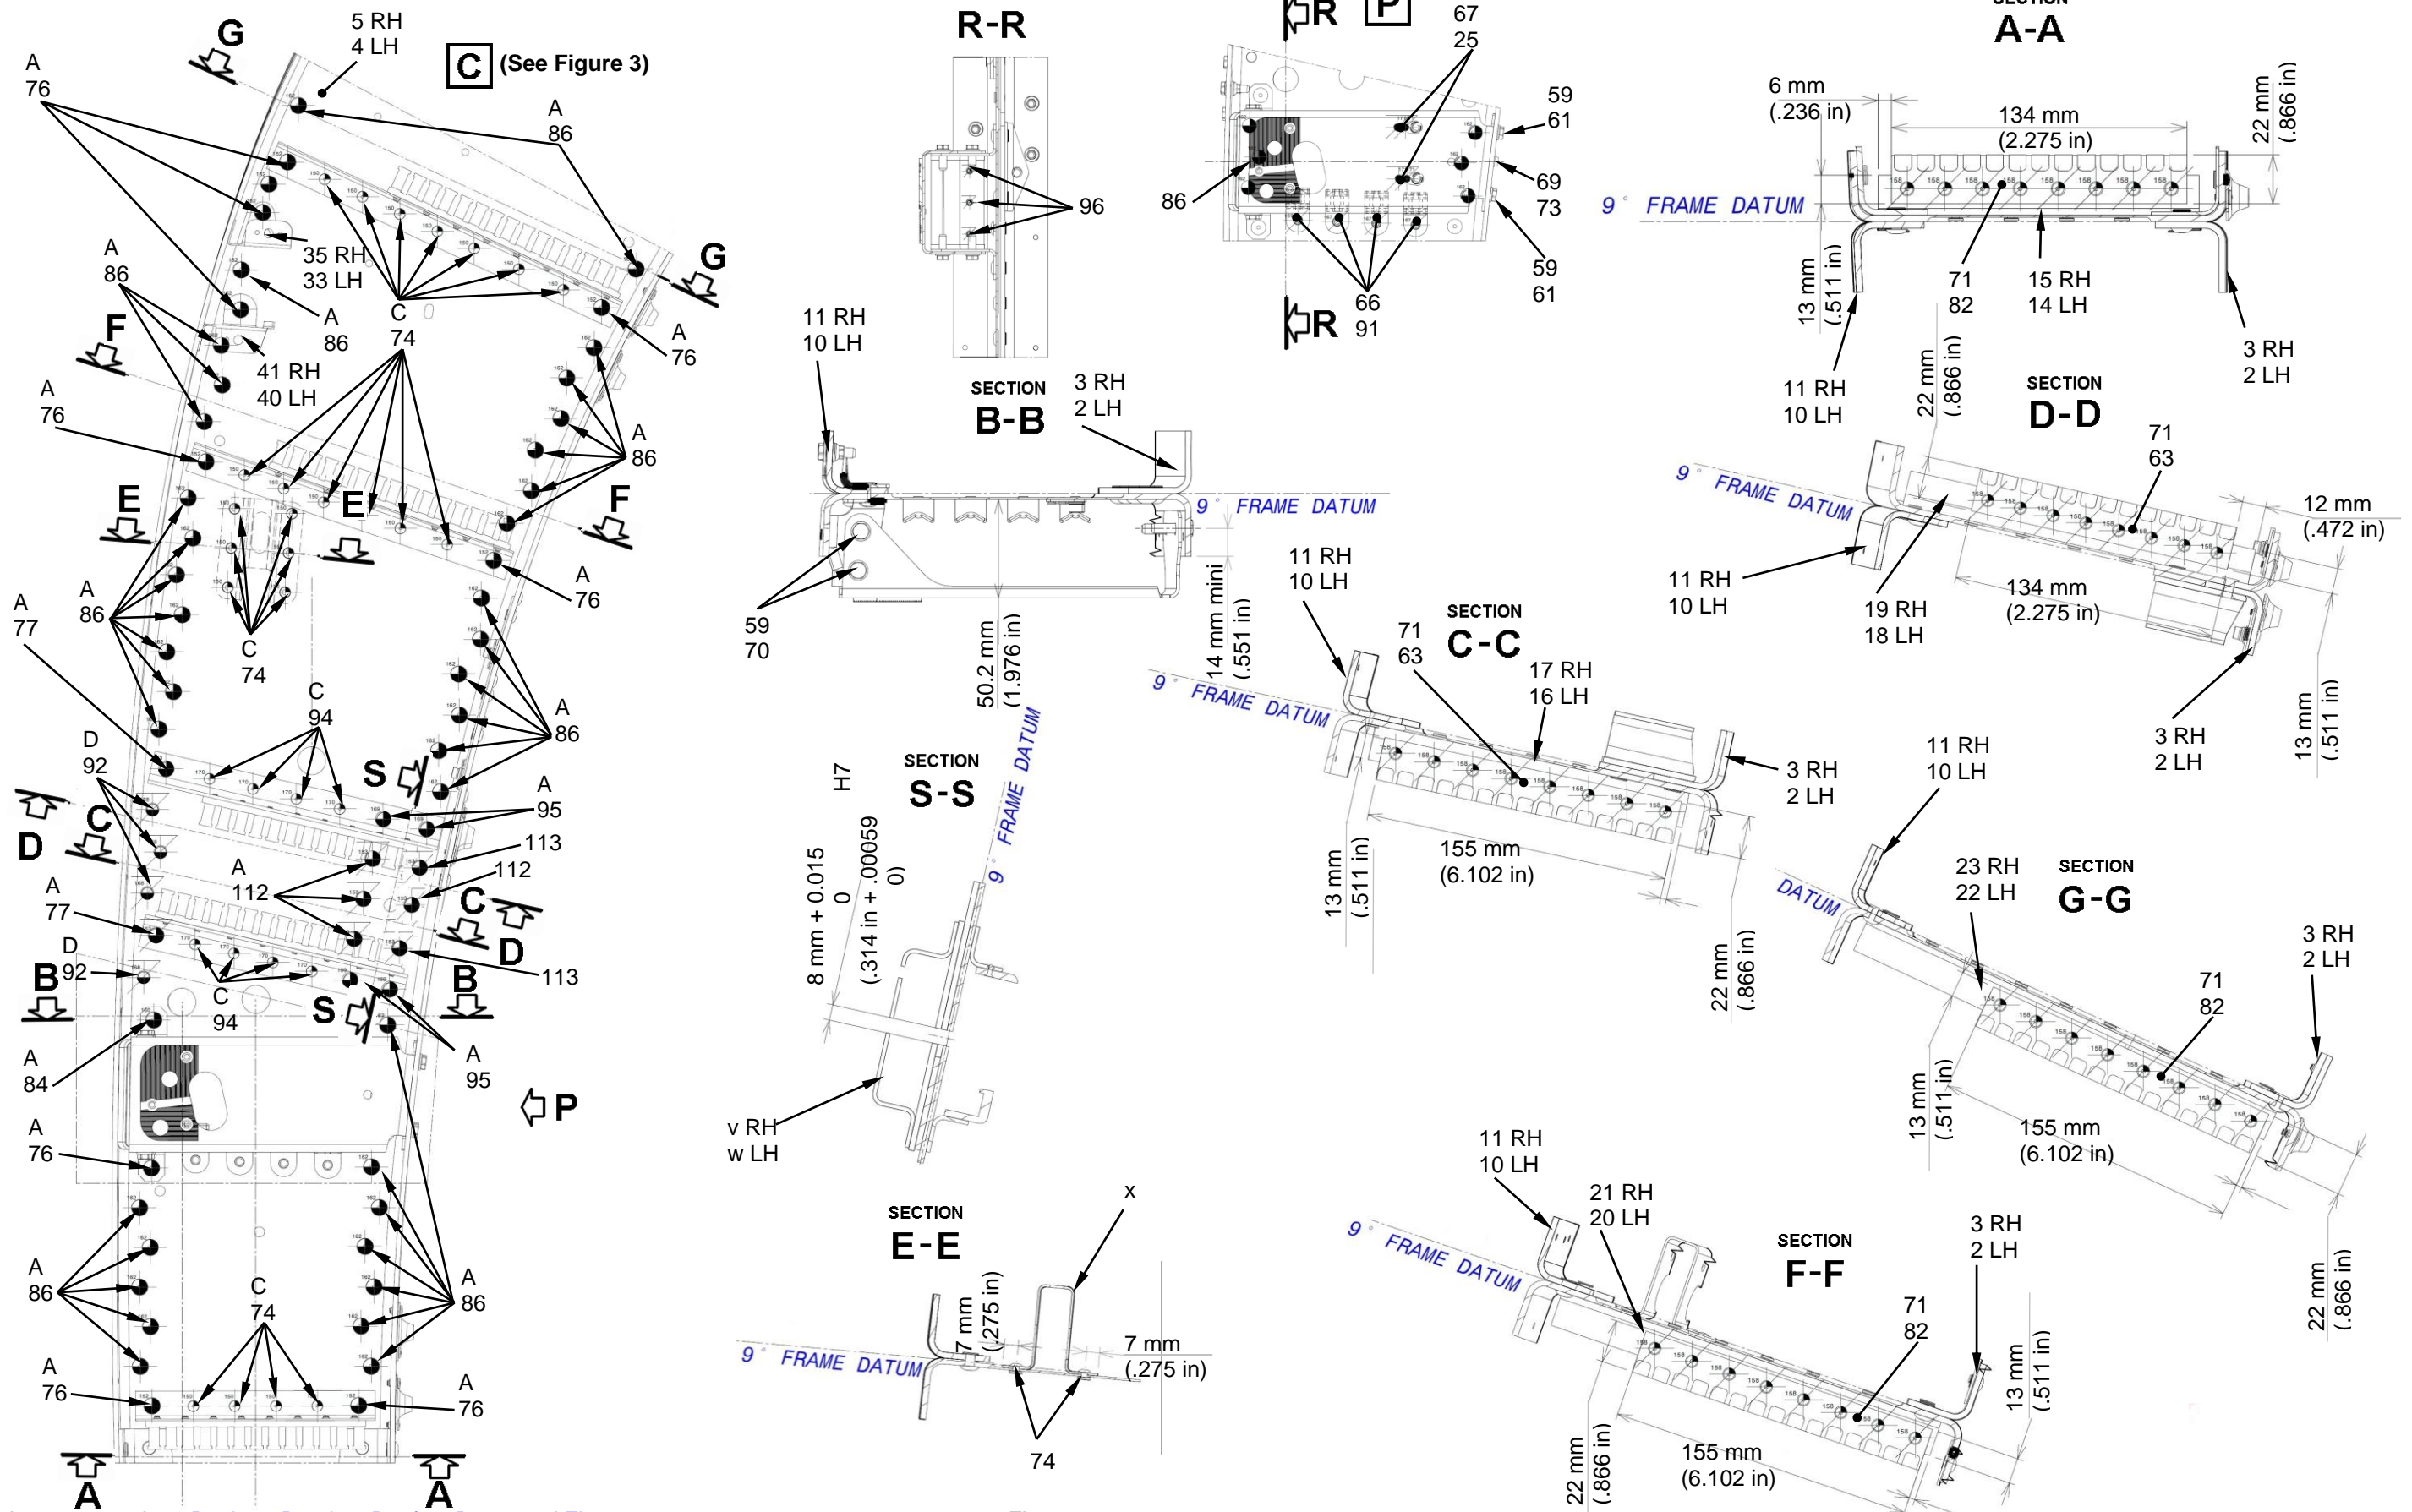 G
5 RH
4 LH
C (See Figure 3)
A
76
A
86
35 RH
33 LH
G
A
86
A
86
C
74
A
76
F
41 RH
40 LH
A
76
A
86
E
E
F
A
76
A
86
A
77
C
74
C
94
A
86
D
92
S
A
95
D
C
113
112
A
112
A
77
C
D
D
92
113
B
B
C
94
S
A
84
A
95
P
A
76
A
86
C
74
A
86
A
76
A
76
A
A
R-R
96
R
P
67
25
59
61
69
73
86
59
61
66
91
R
SECTION
A-A
6 mm
(.236 in)
134 mm
(2.275 in)
22 mm
(.866 in)
9° FRAME DATUM
13 mm
(.511 in)
71
82
15 RH
14 LH
11 RH
10 LH
3 RH
2 LH
11 RH
10 LH
SECTION
B-B
3 RH
2 LH
9° FRAME DATUM
59
70
50.2 mm
(1.976 in)
14 mm mini
(.551 in)
SECTION
D-D
22 mm
(.866 in)
71
63
9° FRAME DATUM
12 mm
(.472 in)
11 RH
10 LH
19 RH
18 LH
134 mm
(2.275 in)
3 RH
2 LH
13 mm
(.511 in)
11 RH
10 LH
SECTION
C-C
71
63
17 RH
16 LH
9° FRAME DATUM
3 RH
2 LH
13 mm
(.511 in)
155 mm
(6.102 in)
22 mm
(.866 in)
SECTION
S-S
9° FRAME DATUM
8 mm + 0.015
0
H7
(.314 in + .00059
0)
v RH
w LH
11 RH
10 LH
23 RH
22 LH
SECTION
G-G
DATUM
3 RH
2 LH
71
82
13 mm
(.511 in)
155 mm
(6.102 in)
22 mm
(.866 in)
SECTION
E-E
x
7 mm
(.275 in)
7 mm
(.275 in)
9° FRAME DATUM
74
11 RH
10 LH
21 RH
20 LH
SECTION
F-F
3 RH
2 LH
9° FRAME DATUM
71
82
13 mm
(.511 in)
22 mm
(.866 in)
155 mm
(6.102 in)